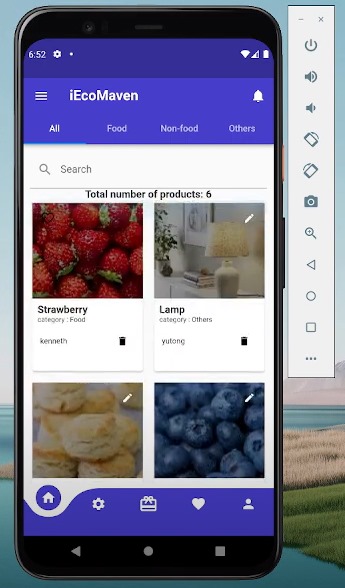 6:52
iEcoMaven
All Food Non-food Others
Search
Total number of products: 6
Strawberry
category : Food
kenneth
Lamp
category : Others
yutong